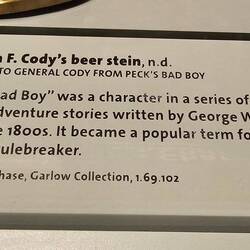 F. Cody's beer stein, n.d.
TO GENERAL CODY FROM PECK'S BAD BOY
ad Boy" was a character in a series of
dventure stories written by George W
e 1800s. It became a popular term fo
ulebreaker.
hase, Garlow Collection, 1.69.102